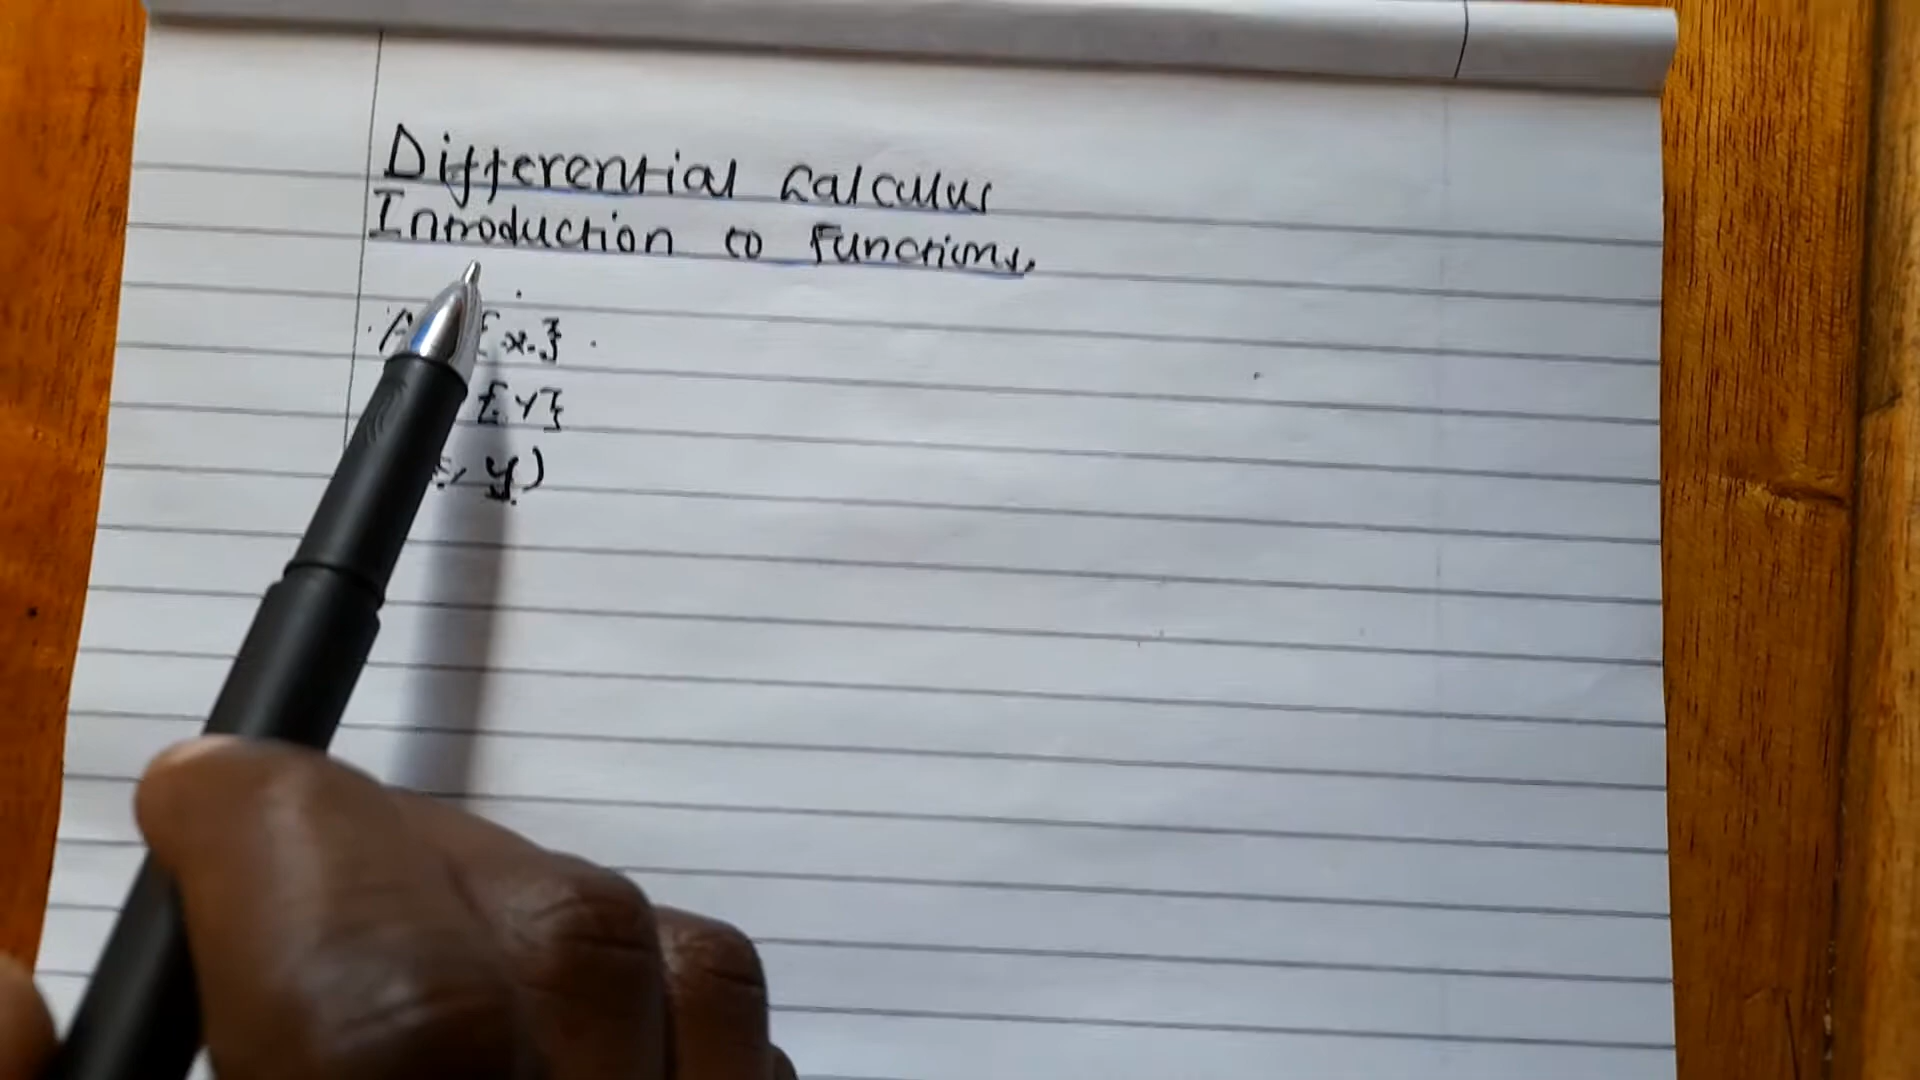 Differential Calculus
Introduction to Functions.
A {x}
{Y}
, y)